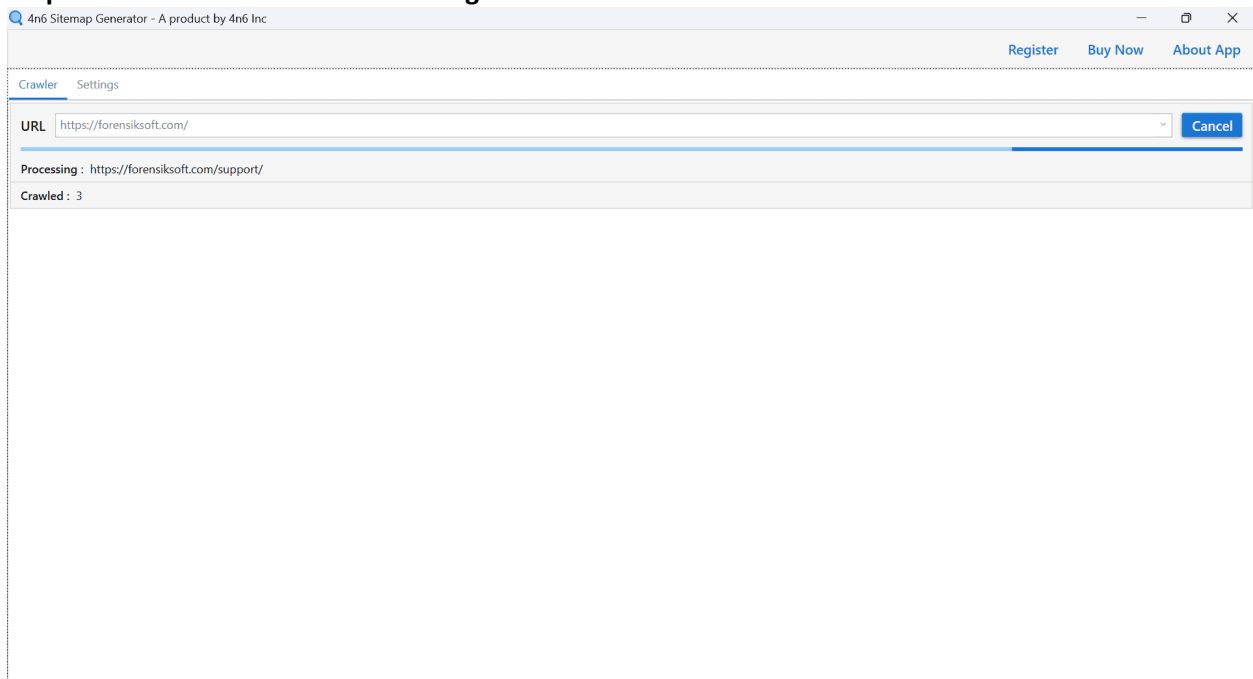 4n6 Sitemap Generator - A product by 4n6 Inc
Register Buy Now About App
Crawler Settings
URL https://forensiksoft.com/ Cancel
Processing : https://forensiksoft.com/support/
Crawled : 3